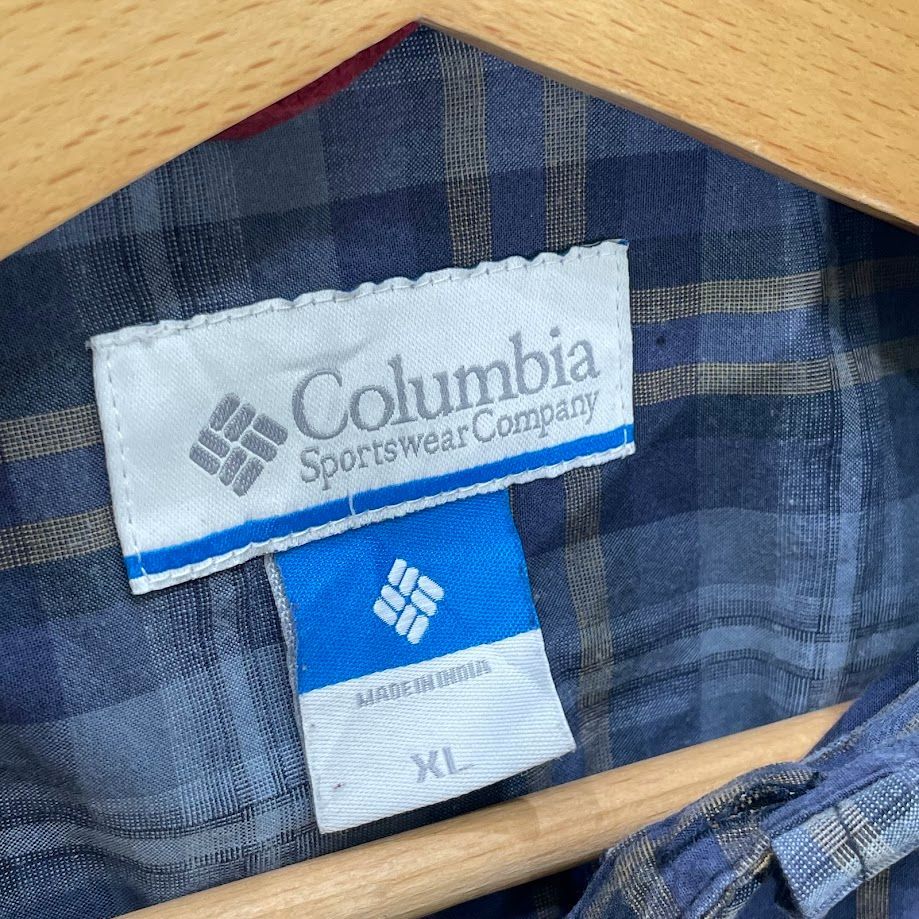 Columbia
Sportswear Company
MADE IN INDIA
XL